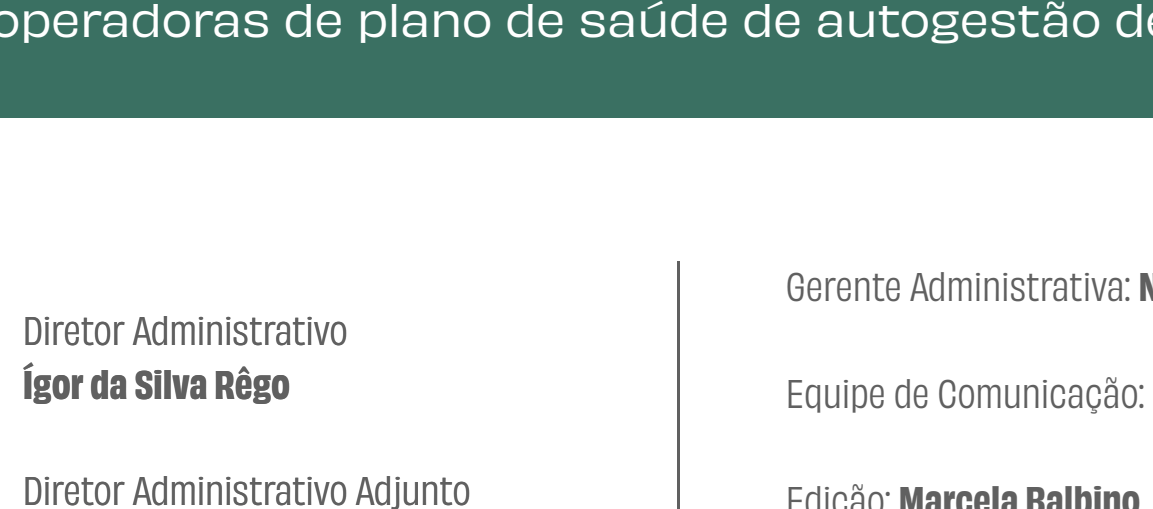 operadoras de plano de saúde de autogestão de
Diretor Administrativo
Ígor da Silva Rêgo
Diretor Administrativo Adjunto
Gerente Administrativa:
Equipe de Comunicação:
Edição: Marcela Balbino